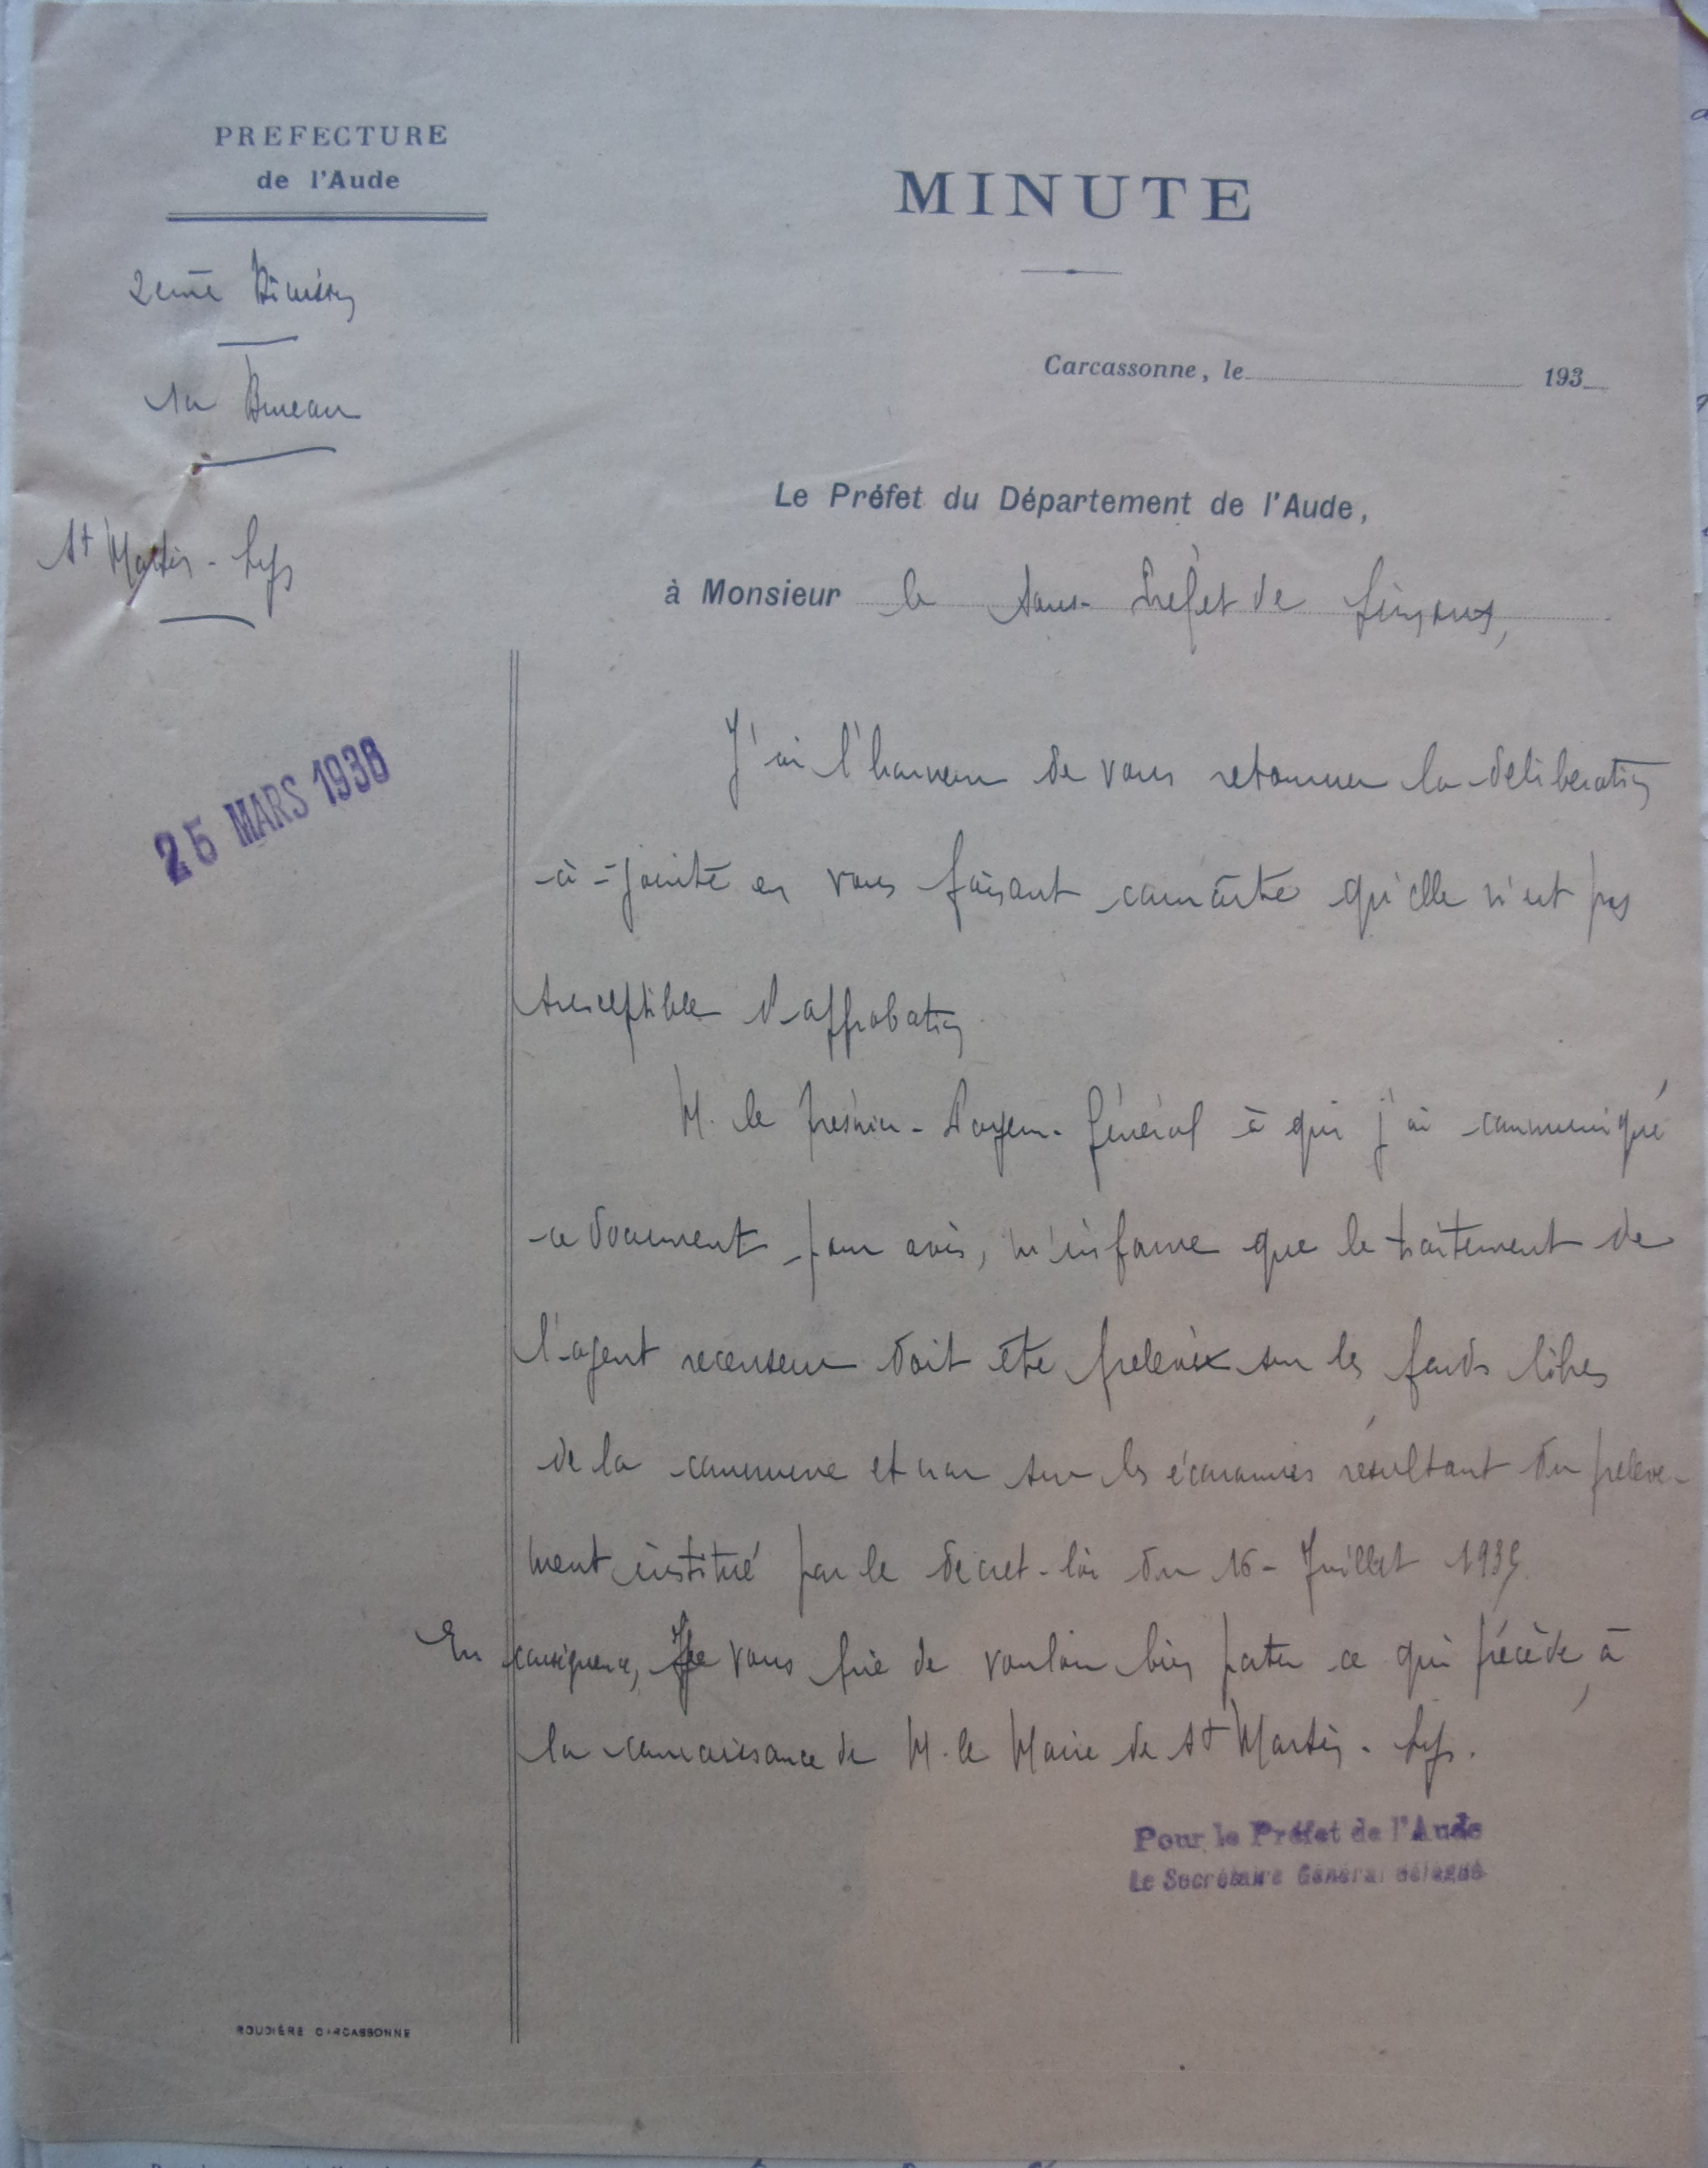 PREFECTURE
de l'Aude
MINUTE
2eme Division
1er Bureau
St Martin-Lys
Carcassonne, le 193
Le Préfet du Département de l'Aude,
à Monsieur le Sous-Préfet de Limoux,
25 MARS 1936
J'ai l'honneur de vous retourner la délibération
ci-jointe en vous faisant connaître qu'elle n'est pas
susceptible d'approbation
M. le Trésorier-Payeur-Général à qui j'ai communiqué
ce document pour avis, m'informe que le traitement de
l'agent recenseur doit être prelevé sur les fonds libres
de la commune et non sur les économies résultant du préleve-
ment institué par le décret-loi du 16-Juillet 1935
En conséquence, Je vous prie de vouloir bien porter ce qui précède, à
la connaissance de M. le Maire de St Martin-Lys.
Pour le Préfet de l'Aude
Le Secrétaire Général délégué
ROUDIÈRE CARCASSONNE